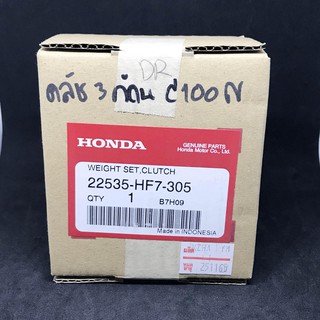 DR
คลัช 3 ก้อน C100 N
HONDA
GENUINE PARTS
Honda Motor Co., Ltd.
WEIGHT SET,CLUTCH
22535-HF7-305
QTY 1 B7H09
Made in INDONESIA